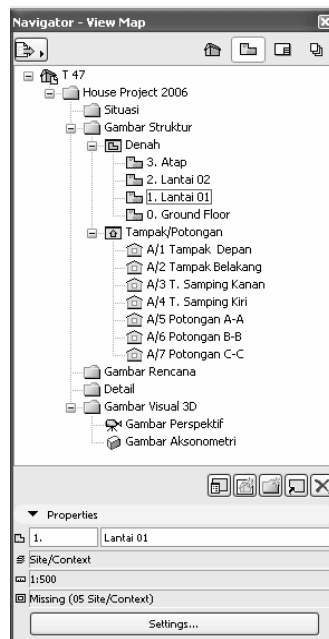 Navigator - View Map
T 47
House Project 2006
Situasi
Gambar Struktur
Denah
3. Atap
2. Lantai 02
1. Lantai 01
0. Ground Floor
Tampak/Potongan
A/1 Tampak Depan
A/2 Tampak Belakang
A/3 T. Samping Kanan
A/4 T. Samping Kiri
A/5 Potongan A-A
A/6 Potongan B-B
A/7 Potongan C-C
Gambar Rencana
Detail
Gambar Visual 3D
Gambar Perspektif
Gambar Aksonometri
Properties
1. Lantai 01
Site/Context
1:500
Missing (05 Site/Context)
Settings...